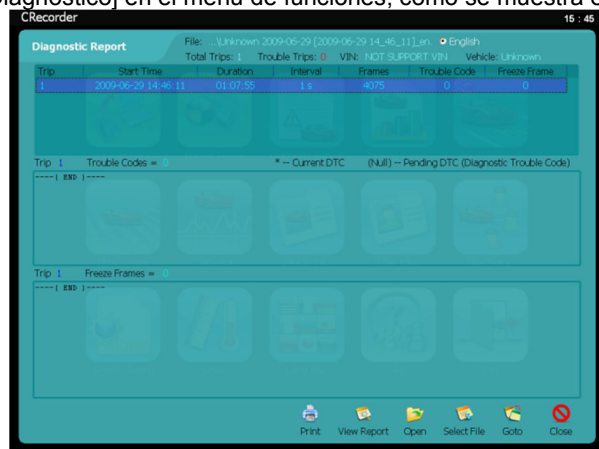 Diagnóstico] en el menú de funciones, como se muestra
CRecorder
15 : 45
Diagnostic Report
File: ...\Unknown 2009-06-29 [2009-06-29 14_46_11]_en. English
Total Trips: 1 Trouble Trips: 0 VIN: NOT SUPPORT VIN Vehicle: Unknown
Trip Start Time Duration Interval Frames Trouble Code Freeze Frame
1 2009-06-29 14:46:11 01:07:55 1 s 4075 0 0
Trip 1 Trouble Codes = 0 * -- Current DTC (Null) -- Pending DTC (Diagnostic Trouble Code)
----( END )----
Trip 1 Freeze Frames = 0
----( END )----
Print View Report Open Select File Goto Close